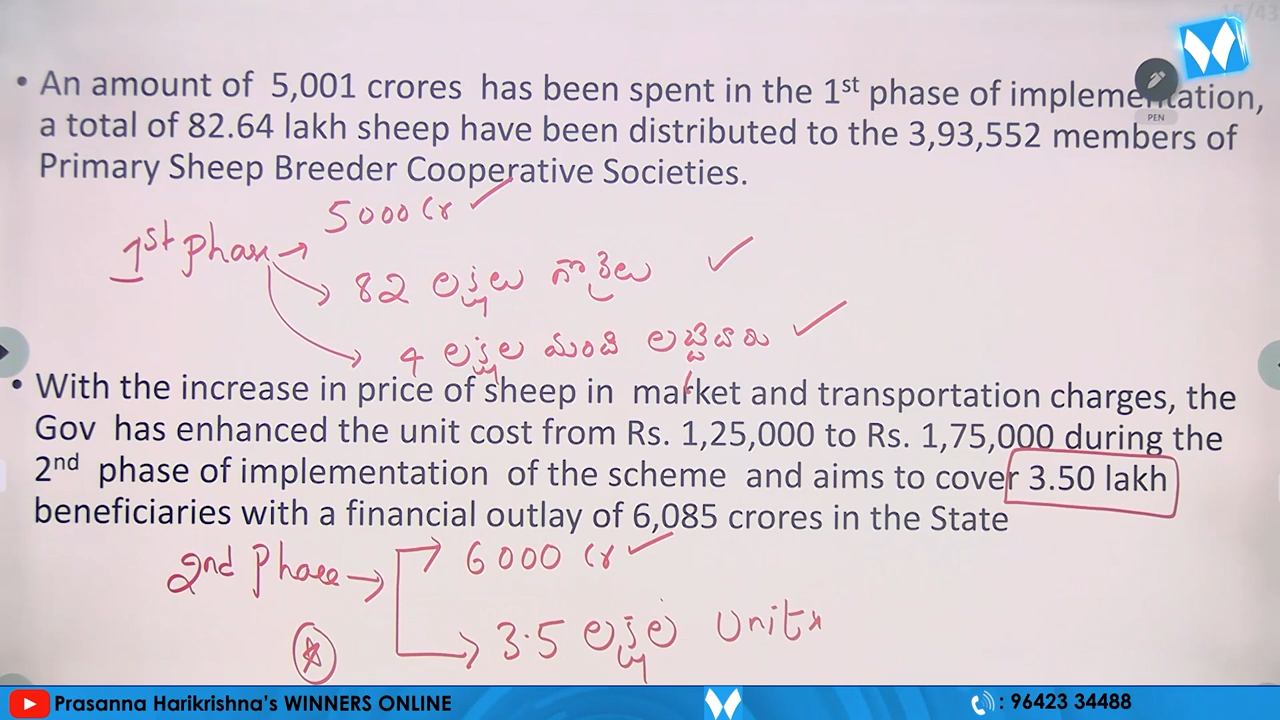 15/43
• An amount of 5,001 crores has been spent in the 1st phase of implementation,
PEN
a total of 82.64 lakh sheep have been distributed to the 3,93,552 members of
Primary Sheep Breeder Cooperative Societies.
1st Phase → 5000 Cr ✓
→ 82 లక్షలు గొర్రెలు ✓
→ 4 లక్షల మంది లబ్ధిదారు ✓
• With the increase in price of sheep in market and transportation charges, the
Gov has enhanced the unit cost from Rs. 1,25,000 to Rs. 1,75,000 during the
2nd phase of implementation of the scheme and aims to cover 3.50 lakh
beneficiaries with a financial outlay of 6,085 crores in the State
2nd Phase → 6000 Cr ✓
→ 3.5 లక్షల Units
Prasanna Harikrishna's WINNERS ONLINE
: 96423 34488